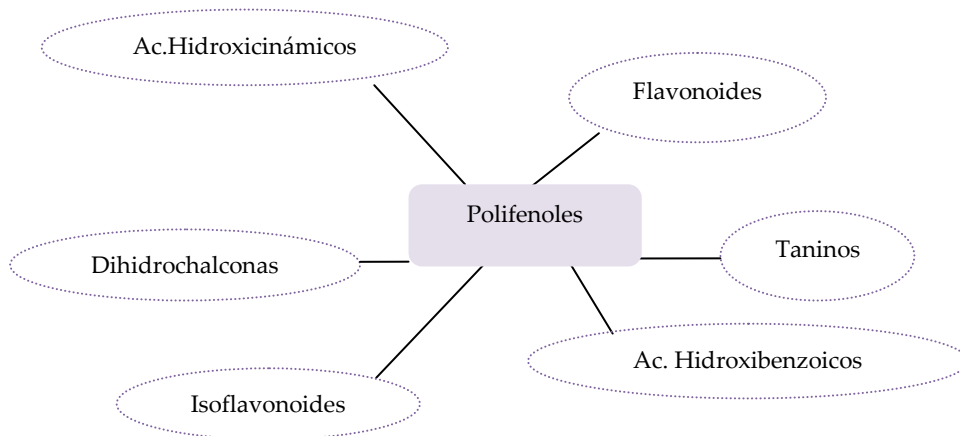 Ac.Hidroxicinámicos
Flavonoides
Polifenoles
Taninos
Dihidrochalconas
Ac. Hidroxibenzoicos
Isoflavonoides